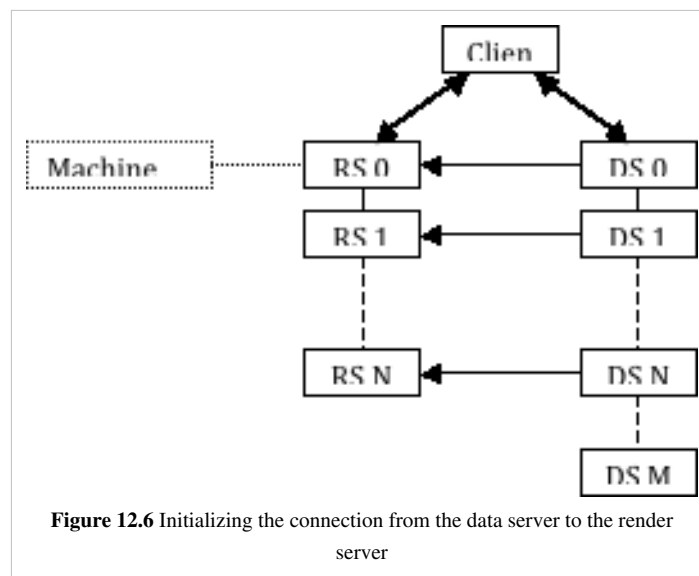 Clien
Machine
RS 0
DS 0
RS 1
DS 1
RS N
DS N
DS M
Figure 12.6 Initializing the connection from the data server to the render
server